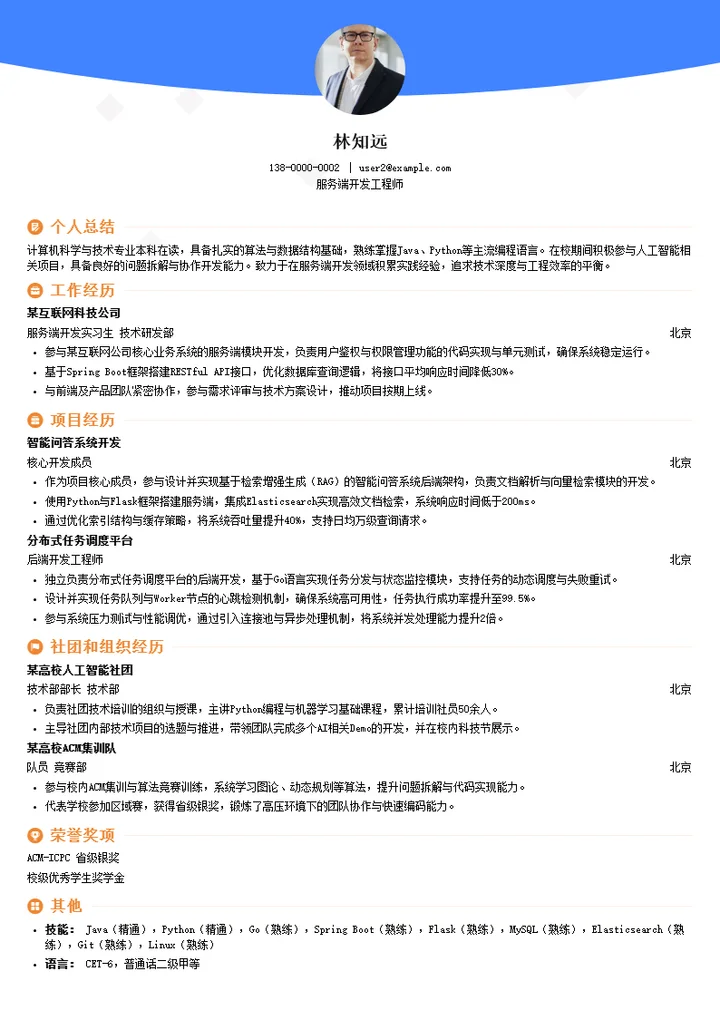 林知远
138-0000-0002 | user2@example.com
服务端开发工程师
个人总结
计算机科学与技术专业本科在读，具备扎实的算法与数据结构基础，熟练掌握Java、Python等主流编程语言。在校期间积极参与人工智能相
关项目，具备良好的问题拆解与协作开发能力。致力于在服务端开发领域积累实践经验，追求技术深度与工程效率的平衡。
工作经历
某互联网科技公司
服务端开发实习生 技术研发部 北京
• 参与某互联网公司核心业务系统的服务端模块开发，负责用户鉴权与权限管理功能的代码实现与单元测试，确保系统稳定运行。
• 基于Spring Boot框架搭建RESTful API接口，优化数据库查询逻辑，将接口平均响应时间降低30%。
• 与前端及产品团队紧密协作，参与需求评审与技术方案设计，推动项目按期上线。
项目经历
智能问答系统开发
核心开发成员 北京
• 作为项目核心成员，参与设计并实现基于检索增强生成（RAG）的智能问答系统后端架构，负责文档解析与向量检索模块的开发。
• 使用Python与Flask框架搭建服务端，集成Elasticsearch实现高效文档检索，系统响应时间低于200ms。
• 通过优化索引结构与缓存策略，将系统吞吐量提升40%，支持日均万级查询请求。
分布式任务调度平台
后端开发工程师 北京
• 独立负责分布式任务调度平台的后端开发，基于Go语言实现任务分发与状态监控模块，支持任务的动态调度与失败重试。
• 设计并实现任务队列与Worker节点的心跳检测机制，确保系统高可用性，任务执行成功率提升至99.5%。
• 参与系统压力测试与性能调优，通过引入连接池与异步处理机制，将系统并发处理能力提升2倍。
社团和组织经历
某高校人工智能社团
技术部部长 技术部 北京
• 负责社团技术培训的组织与授课，主讲Python编程与机器学习基础课程，累计培训社员50余人。
• 主导社团内部技术项目的选题与推进，带领团队完成多个AI相关Demo的开发，并在校内科技节展示。
某高校ACM集训队
队员 竞赛部 北京
• 参与校内ACM集训与算法竞赛训练，系统学习图论、动态规划等算法，提升问题拆解与代码实现能力。
• 代表学校参加区域赛，获得省级银奖，锻炼了高压环境下的团队协作与快速编码能力。
荣誉奖项
ACM-ICPC 省级银奖
校级优秀学生奖学金
其他
• 技能： Java（精通），Python（精通），Go（熟练），Spring Boot（熟练），Flask（熟练），MySQL（熟练），Elasticsearch（熟
练），Git（熟练），Linux（熟练）
• 语言： CET-6，普通话二级甲等